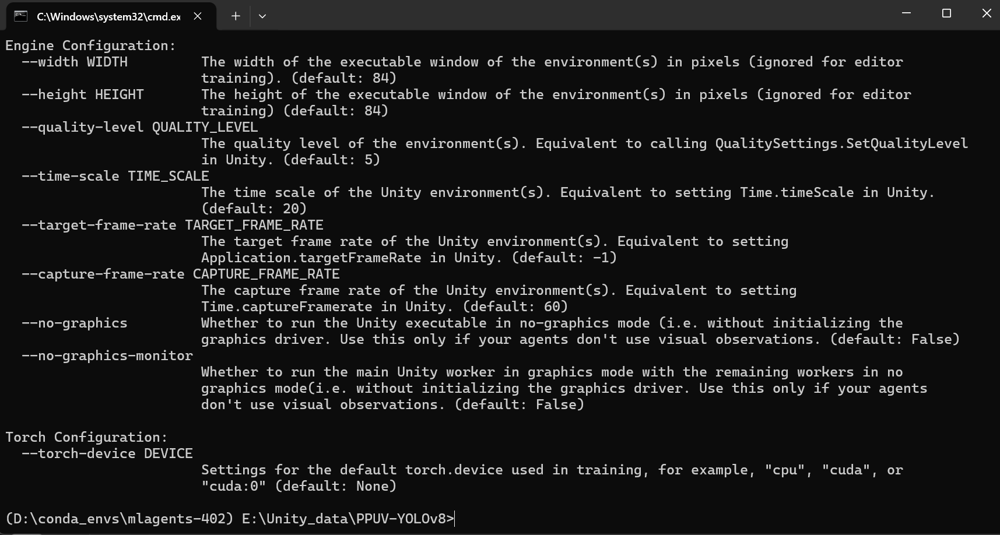 C:\Windows\system32\cmd.ex
Engine Configuration:
--width WIDTH The width of the executable window of the environment(s) in pixels (ignored for editor
training). (default: 84)
--height HEIGHT The height of the executable window of the environment(s) in pixels (ignored for editor
training) (default: 84)
--quality-level QUALITY_LEVEL
The quality level of the environment(s). Equivalent to calling QualitySettings.SetQualityLevel
in Unity. (default: 5)
--time-scale TIME_SCALE
The time scale of the Unity environment(s). Equivalent to setting Time.timeScale in Unity.
(default: 20)
--target-frame-rate TARGET_FRAME_RATE
The target frame rate of the Unity environment(s). Equivalent to setting
Application.targetFrameRate in Unity. (default: -1)
--capture-frame-rate CAPTURE_FRAME_RATE
The capture frame rate of the Unity environment(s). Equivalent to setting
Time.captureFramerate in Unity. (default: 60)
--no-graphics Whether to run the Unity executable in no-graphics mode (i.e. without initializing the
graphics driver. Use this only if your agents don't use visual observations. (default: False)
--no-graphics-monitor
Whether to run the main Unity worker in graphics mode with the remaining workers in no
graphics mode(i.e. without initializing the graphics driver. Use this only if your agents
don't use visual observations. (default: False)
Torch Configuration:
--torch-device DEVICE
Settings for the default torch.device used in training, for example, "cpu", "cuda", or
"cuda:0" (default: None)
(D:\conda_envs\mlagents-402) E:\Unity_data\PPUV-YOLOv8>